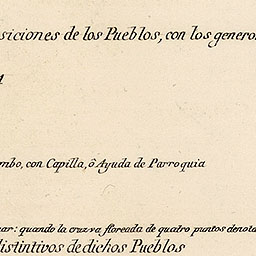 siciones de los Pueblos, con los genero
mbo, con Capilla, ô Ayuda de Parroquia
ar: quando la cruz va floreada de quatro puntos denota
distintivos de dichos Pueblos